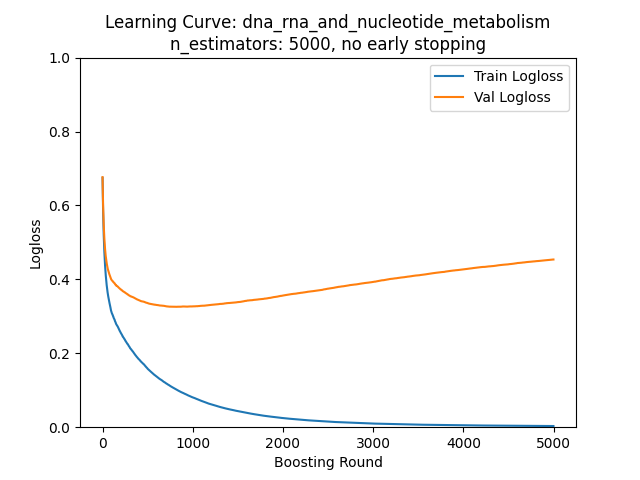 Learning Curve: dna_rna_and_nucleotide_metabolism
n_estimators: 5000, no early stopping
Train Logloss
Val Logloss
Logloss
1.0
0.8
0.6
0.4
0.2
0.0
0 1000 2000 3000 4000 5000
Boosting Round